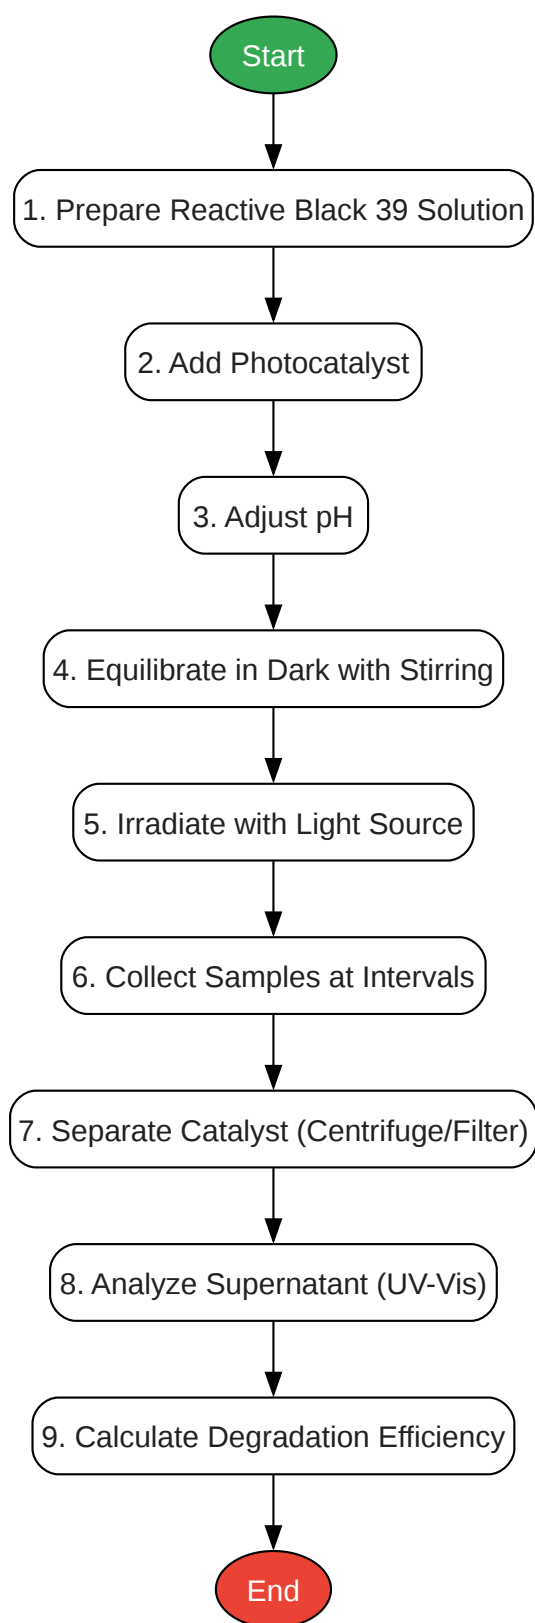 Start
1. Prepare Reactive Black 39 Solution
2. Add Photocatalyst
3. Adjust pH
4. Equilibrate in Dark with Stirring
5. Irradiate with Light Source
6. Collect Samples at Intervals
7. Separate Catalyst (Centrifuge/Filter)
8. Analyze Supernatant (UV-Vis)
9. Calculate Degradation Efficiency
End